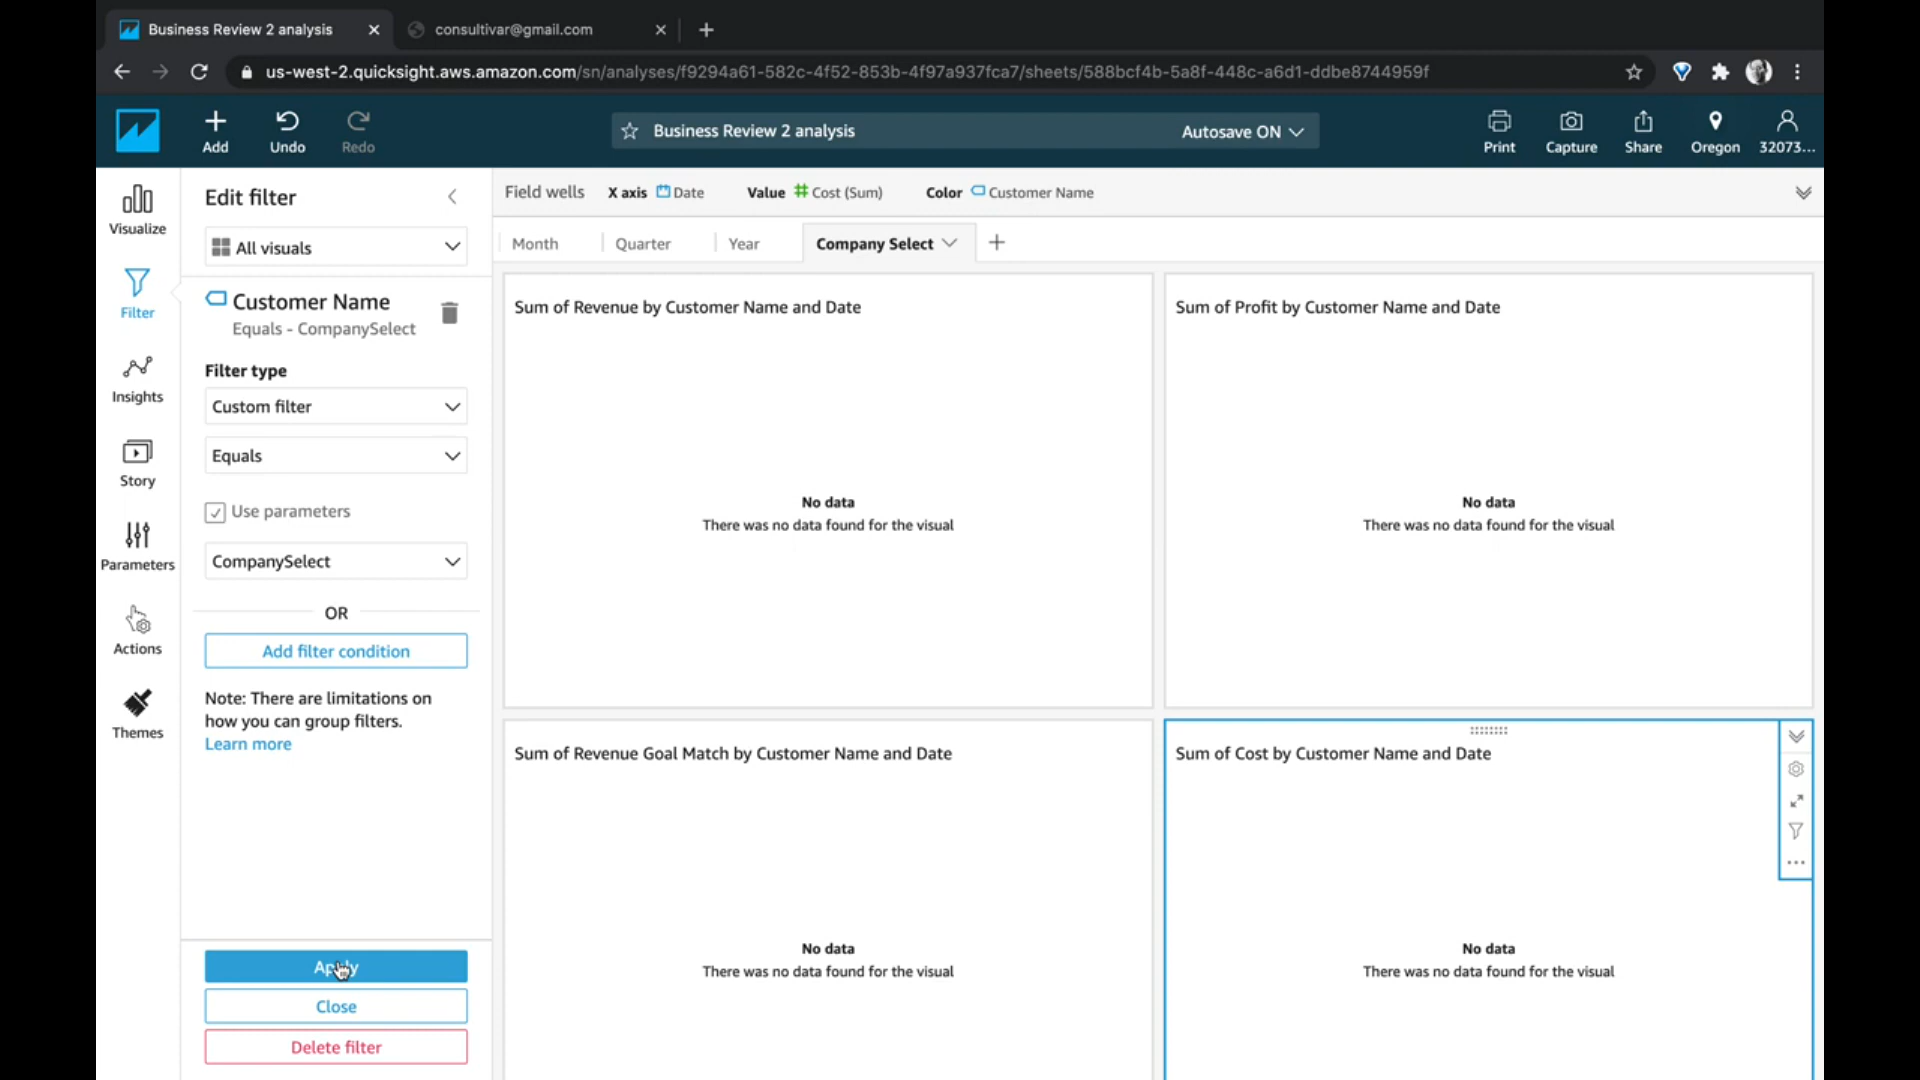 Business Review 2 analysis
consultivar@gmail.com
us-west-2.quicksight.aws.amazon.com/sn/analyses/f9294a61-582c-4f52-853b-4f97a937fca7/sheets/588bcf4b-5a8f-448c-a6d1-ddbe8744959f
Add
Undo
Redo
Business Review 2 analysis
Autosave ON
Print
Capture
Share
Oregon
32073...
Visualize
Filter
Insights
Story
Parameters
Actions
Themes
Edit filter
All visuals
Customer Name
Equals - CompanySelect
Filter type
Custom filter
Equals
Use parameters
CompanySelect
OR
Add filter condition
Note: There are limitations on
how you can group filters.
Learn more
Apply
Close
Delete filter
Field wells X axis Date Value Cost (Sum) Color Customer Name
Month Quarter Year Company Select
Sum of Revenue by Customer Name and Date
No data
There was no data found for the visual
Sum of Profit by Customer Name and Date
No data
There was no data found for the visual
Sum of Revenue Goal Match by Customer Name and Date
No data
There was no data found for the visual
Sum of Cost by Customer Name and Date
No data
There was no data found for the visual